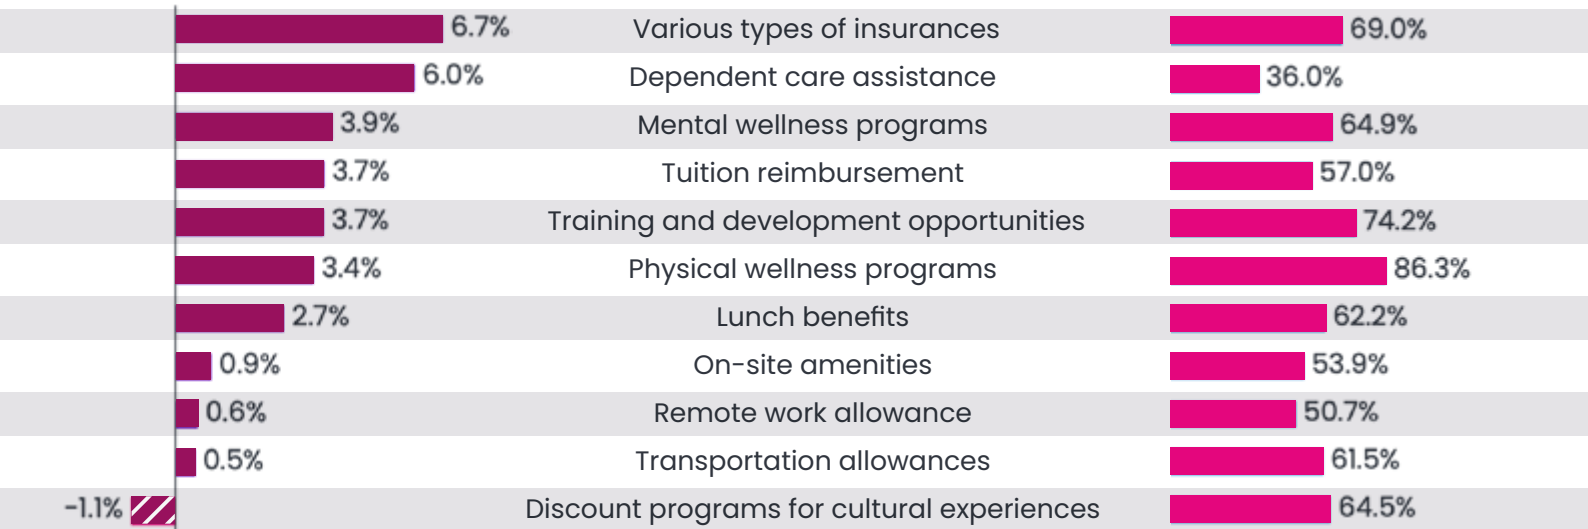 6.7% Various types of insurances 69.0%
6.0% Dependent care assistance 36.0%
3.9% Mental wellness programs 64.9%
3.7% Tuition reimbursement 57.0%
3.7% Training and development opportunities 74.2%
3.4% Physical wellness programs 86.3%
2.7% Lunch benefits 62.2%
0.9% On-site amenities 53.9%
0.6% Remote work allowance 50.7%
0.5% Transportation allowances 61.5%
-1.1% Discount programs for cultural experiences 64.5%